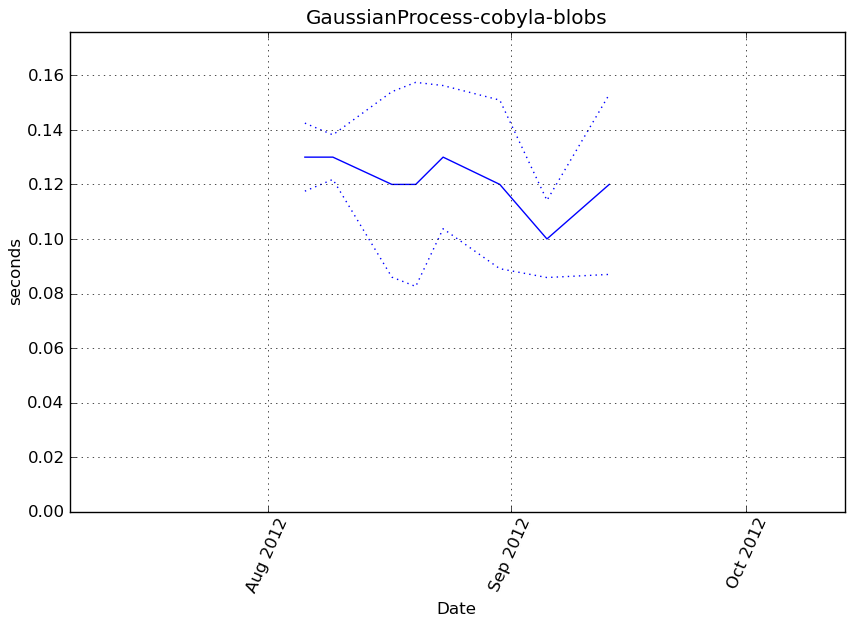 GaussianProcess-cobyla-blobs
0.16
0.14
0.12
0.10
0.08
0.06
0.04
0.02
0.00
seconds
Aug 2012
Sep 2012
Oct 2012
Date